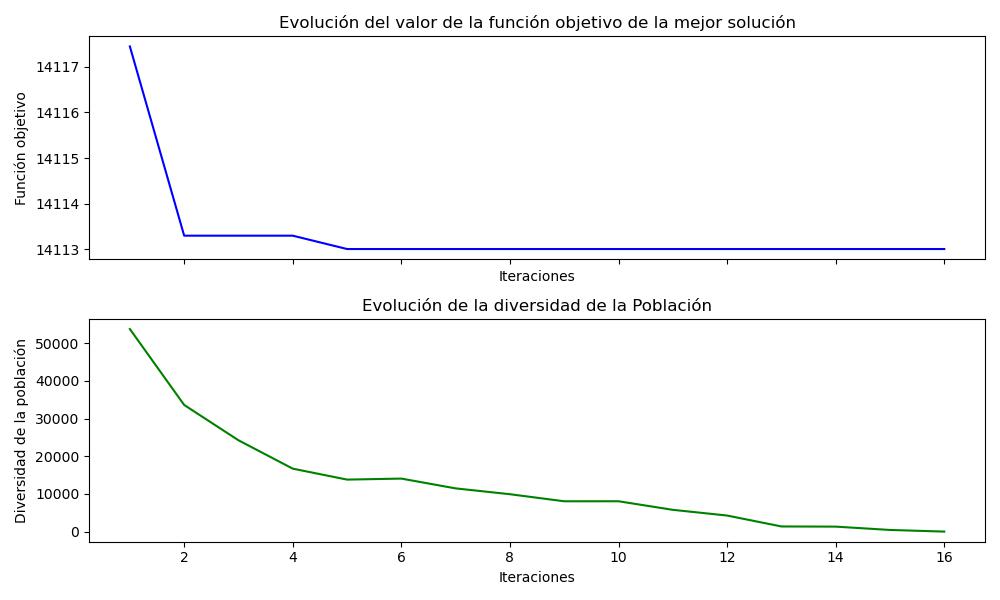 Evolución del valor de la función objetivo de la mejor solución
Función objetivo
14117
14116
14115
14114
14113
Iteraciones
Evolución de la diversidad de la Población
Diversidad de la población
50000
40000
30000
20000
10000
0
2 4 6 8 10 12 14 16
Iteraciones